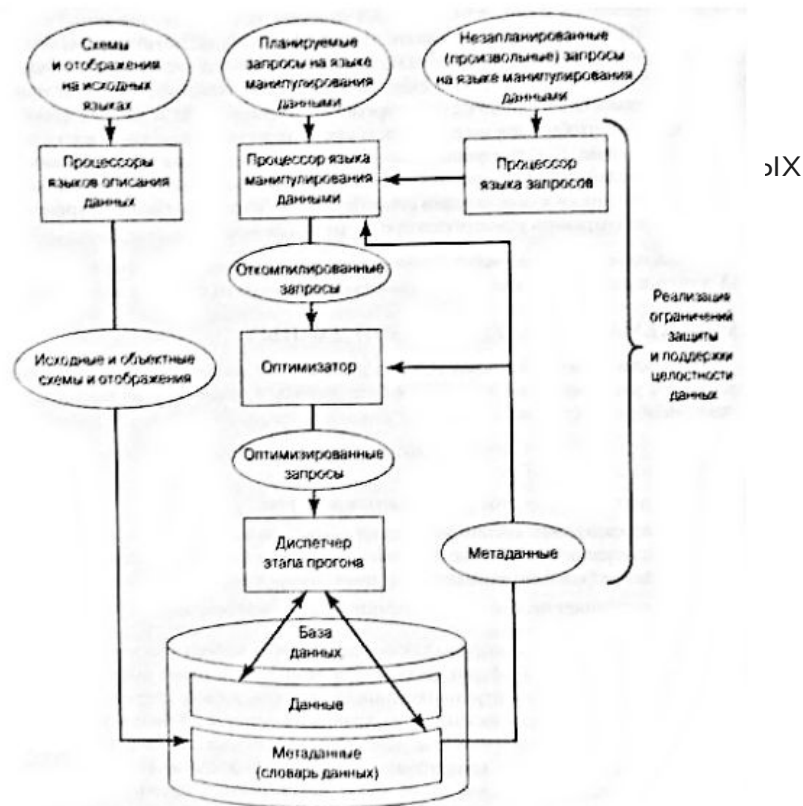 Схемы
и отображения
на исходных
языках
Планируемые
запросы на языке
манипулирования
данными
Незапланированные
(произвольные) запросы
на языке манипулирования
данными
Процессоры
языков описания
данных
Процессор языка
манипулирования
данными
Процессор
языка запросов
ых
Откомпилированные
запросы
Реализация
ограничений
защиты
и поддержки
целостности
данных
Исходные и объектные
схемы и отображения
Оптимизатор
Оптимизированные
запросы
Диспетчер
этапа прогона
Метаданные
База
данных
Данные
Метаданные
(словарь данных)